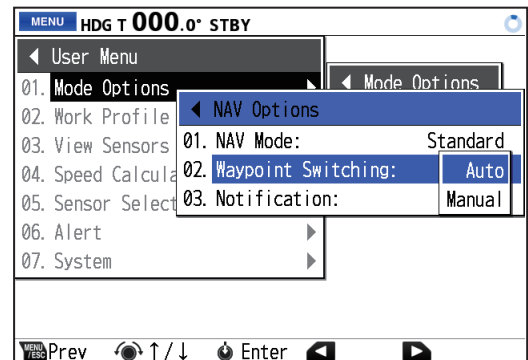 MENU HDG T 000.0° STBY
◀ User Menu
01. Mode Options ▶
◀ Mode Options
02. Work Profile
◀ NAV Options
03. View Sensors
01. NAV Mode: Standard
04. Speed Calcula
02. Waypoint Switching: Auto
05. Sensor Select
03. Notification: Manual
06. Alert ▶
07. System ▶
MENU/ESC Prev ↑/↓ Enter ◀ ▶